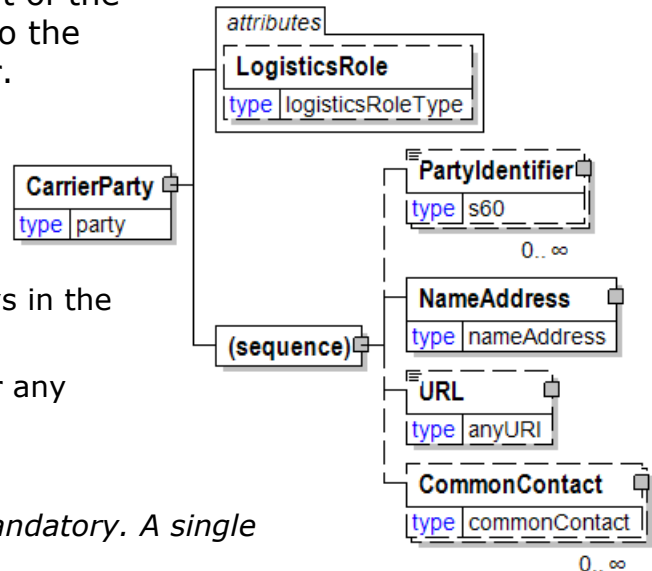 t of the
o the
r.
attributes
LogisticsRole
type logisticsRoleType
CarrierParty
type party
PartyIdentifier
type s60
0.. ∞
s in the
NameAddress
type nameAddress
(sequence)
r any
URL
type anyURI
CommonContact
type commonContact
andatory. A single
0.. ∞